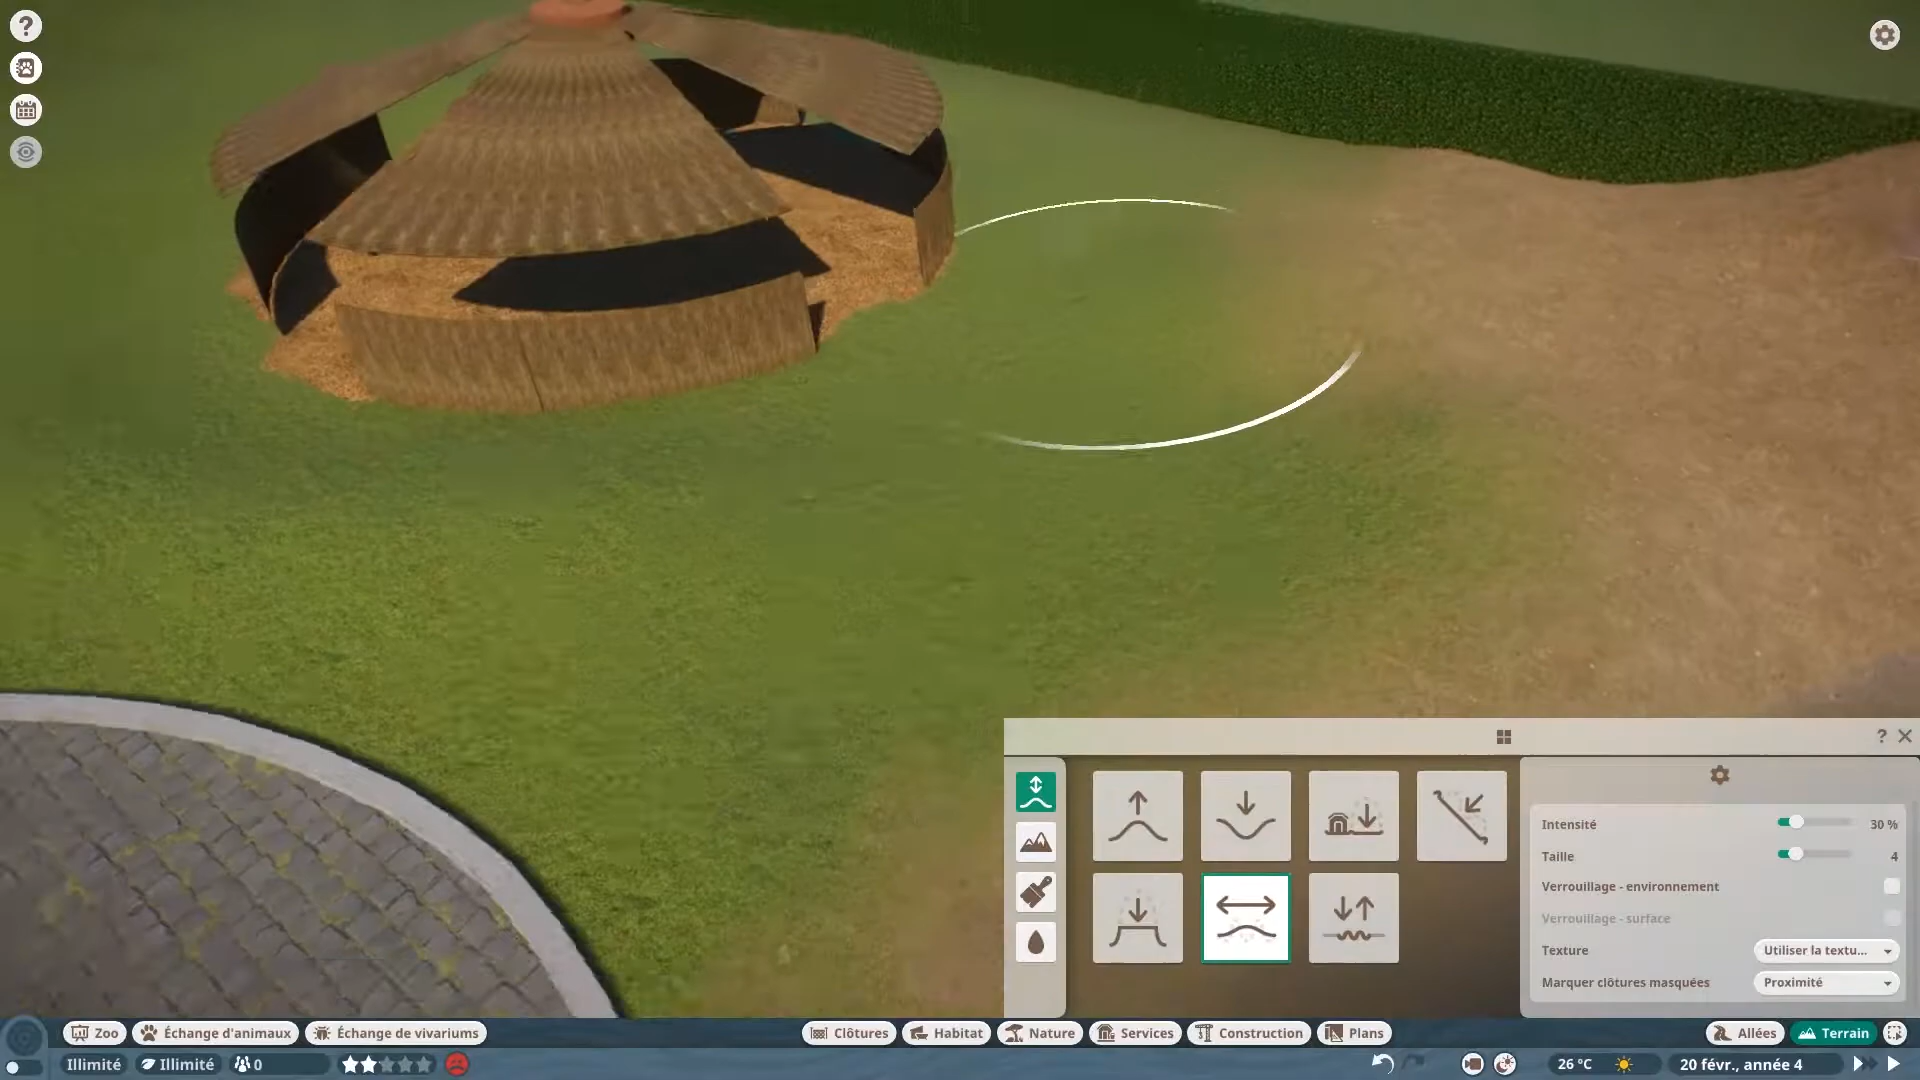 ?
? ×
Intensité 30 %
Taille 4
Verrouillage - environnement
Verrouillage - surface
Texture Utiliser la textu...
Marquer clôtures masquées Proximité
Zoo Échange d'animaux Échange de vivariums Clôtures Habitat Nature Services Construction Plans Allées Terrain
Illimité Illimité 0 26 °C 20 févr., année 4